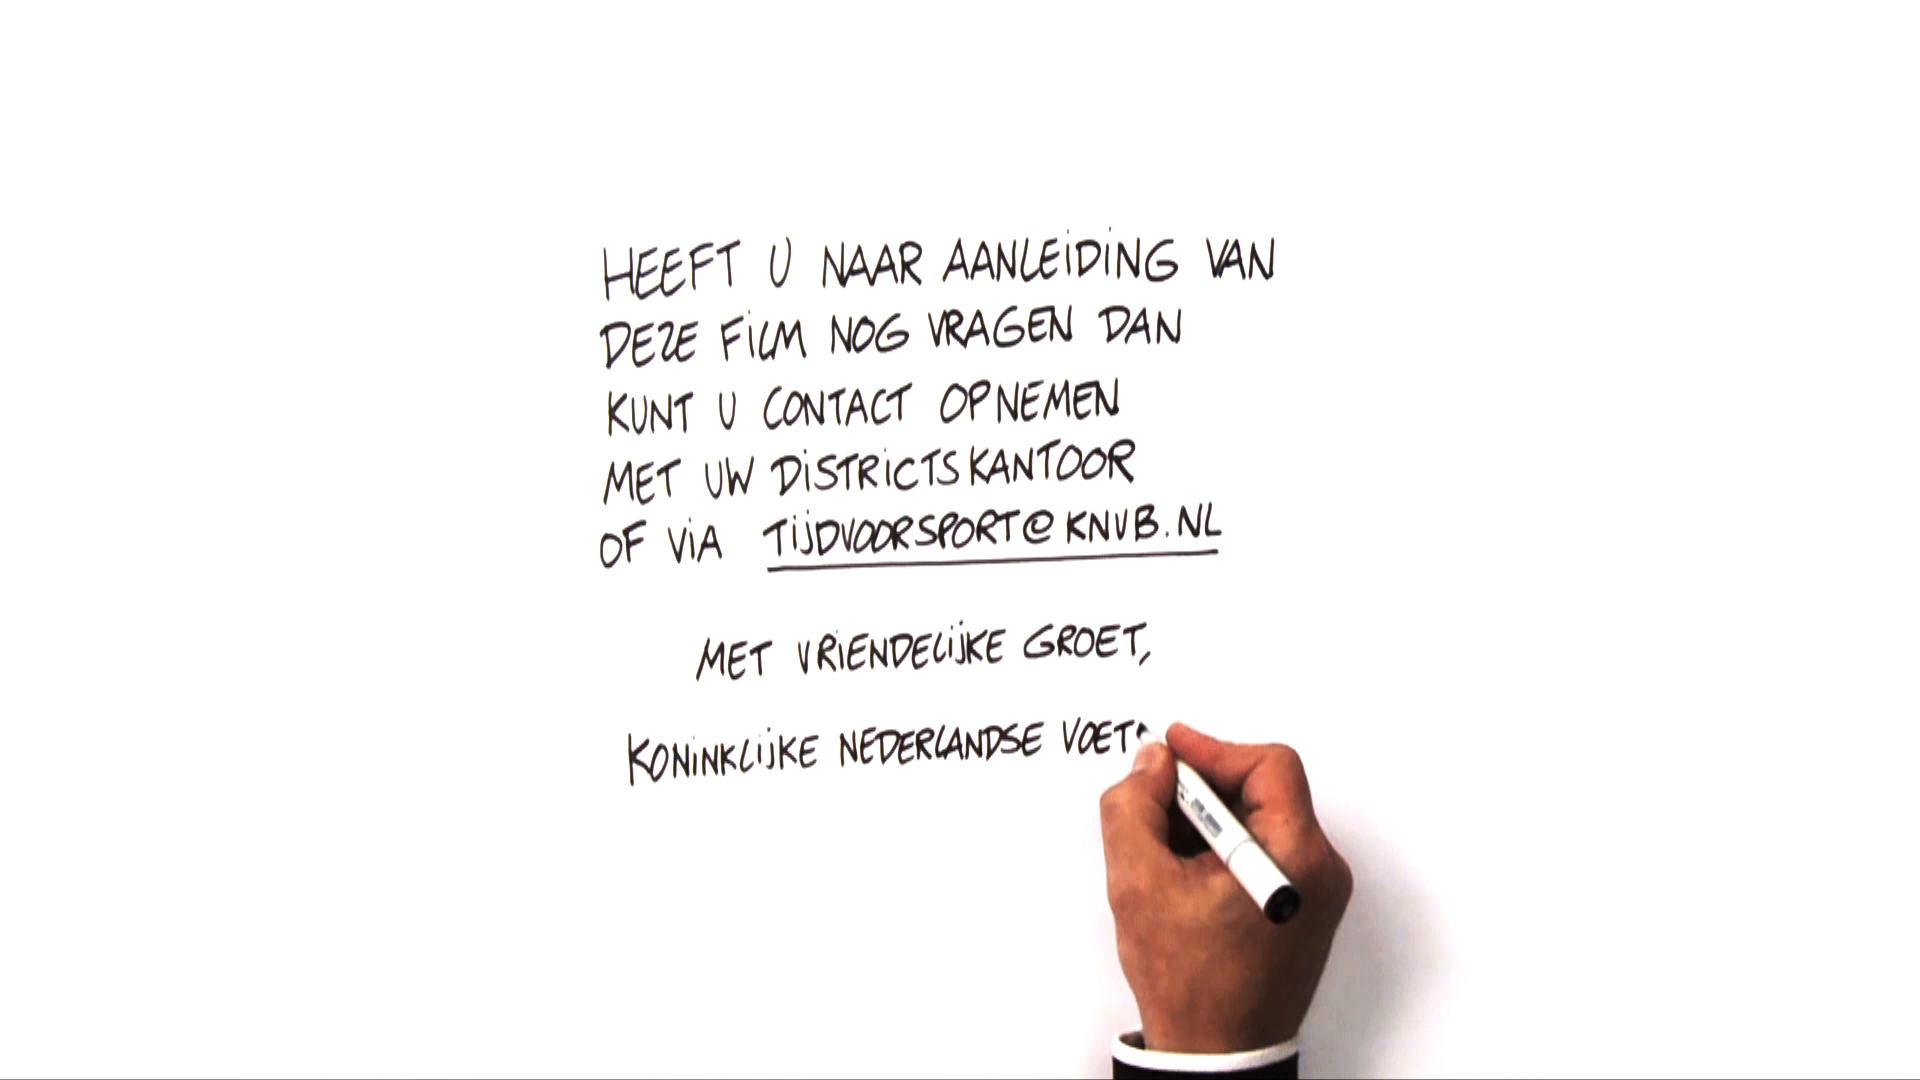 HEEFT U NAAR AANLEIDING VAN
DEZE FILM NOG VRAGEN DAN
KUNT U CONTACT OPNEMEN
MET UW DISTRICTSKANTOOR
OF VIA TIJDVOORSPORT@KNVB.NL
MET VRIENDELIJKE GROET,
KONINKLIJKE NEDERLANDSE VOET